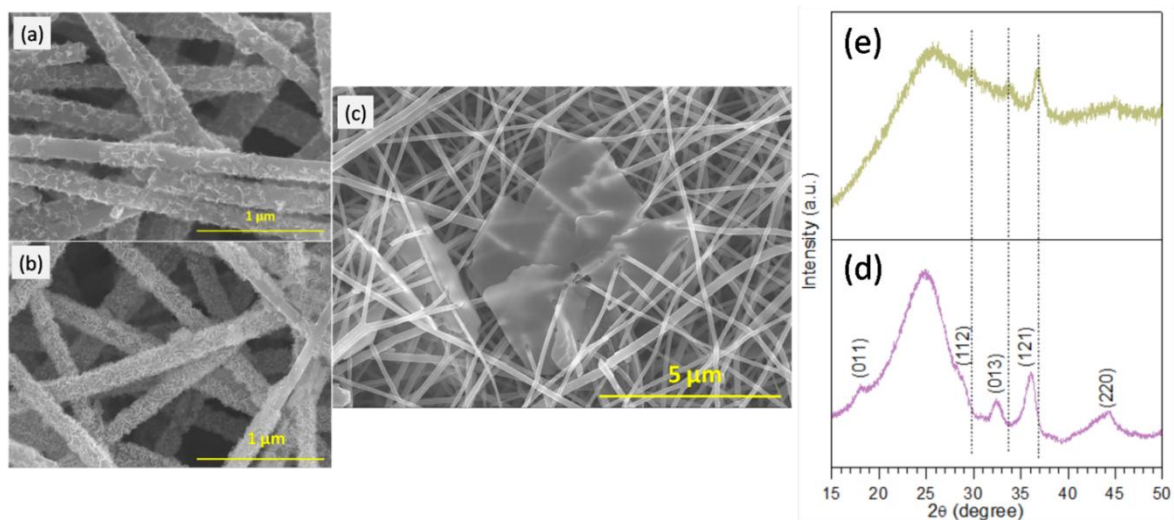 (a)
1 μm
(b)
1 μm
(c)
5 μm
(e)
(d)
Intensity (a.u.)
(011)
(112)
(013)
(121)
(220)
15 20 25 30 35 40 45 50
2θ (degree)